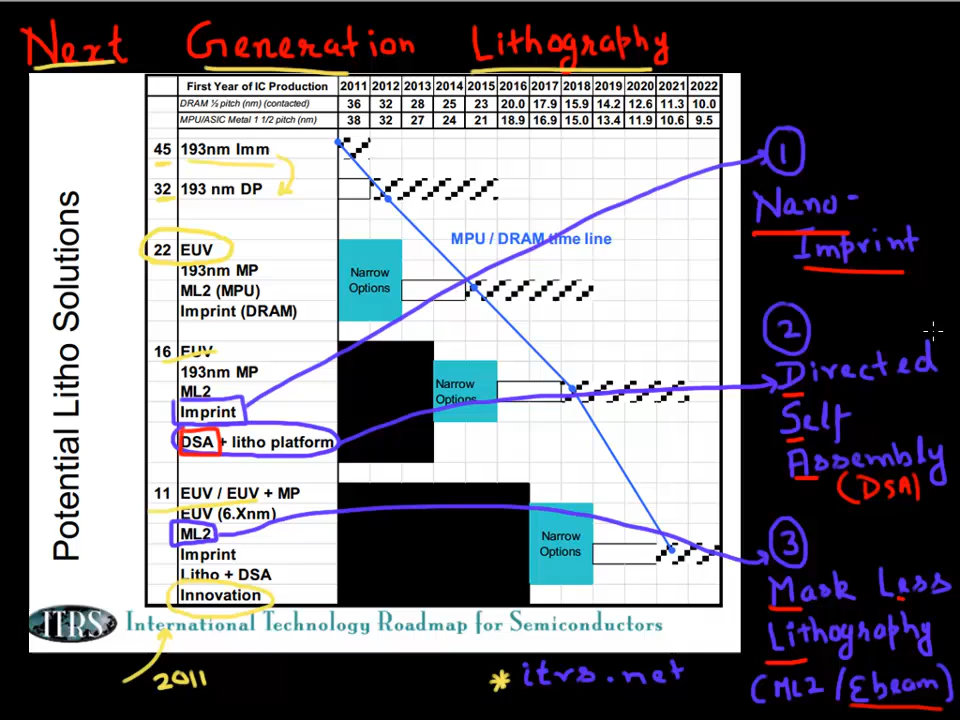 Next Generation Lithography
First Year of IC Production 2011 2012 2013 2014 2015 2016 2017 2018 2019 2020 2021 2022
DRAM ½ pitch (nm) (contacted) 36 32 28 25 23 20.0 17.9 15.9 14.2 12.6 11.3 10.0
MPU/ASIC Metal 1 1/2 pitch (nm) 38 32 27 24 21 18.9 16.9 15.0 13.4 11.9 10.6 9.5
Potential Litho Solutions
45 193nm Imm
32 193 nm DP
MPU / DRAM time line
22 EUV
193nm MP
ML2 (MPU)
Imprint (DRAM)
Narrow
Options
16 EUV
193nm MP
ML2
Imprint
DSA + litho platform
Narrow
Options
11 EUV / EUV + MP
EUV (6.Xnm)
ML2
Imprint
Litho + DSA
Innovation
Narrow
Options
ITRS International Technology Roadmap for Semiconductors
2011
* itrs.net
1
Nano-
Imprint
2
Directed
Self
Assembly
(DSA)
3
Mask Less
Lithography
(ML2 / Ebeam)